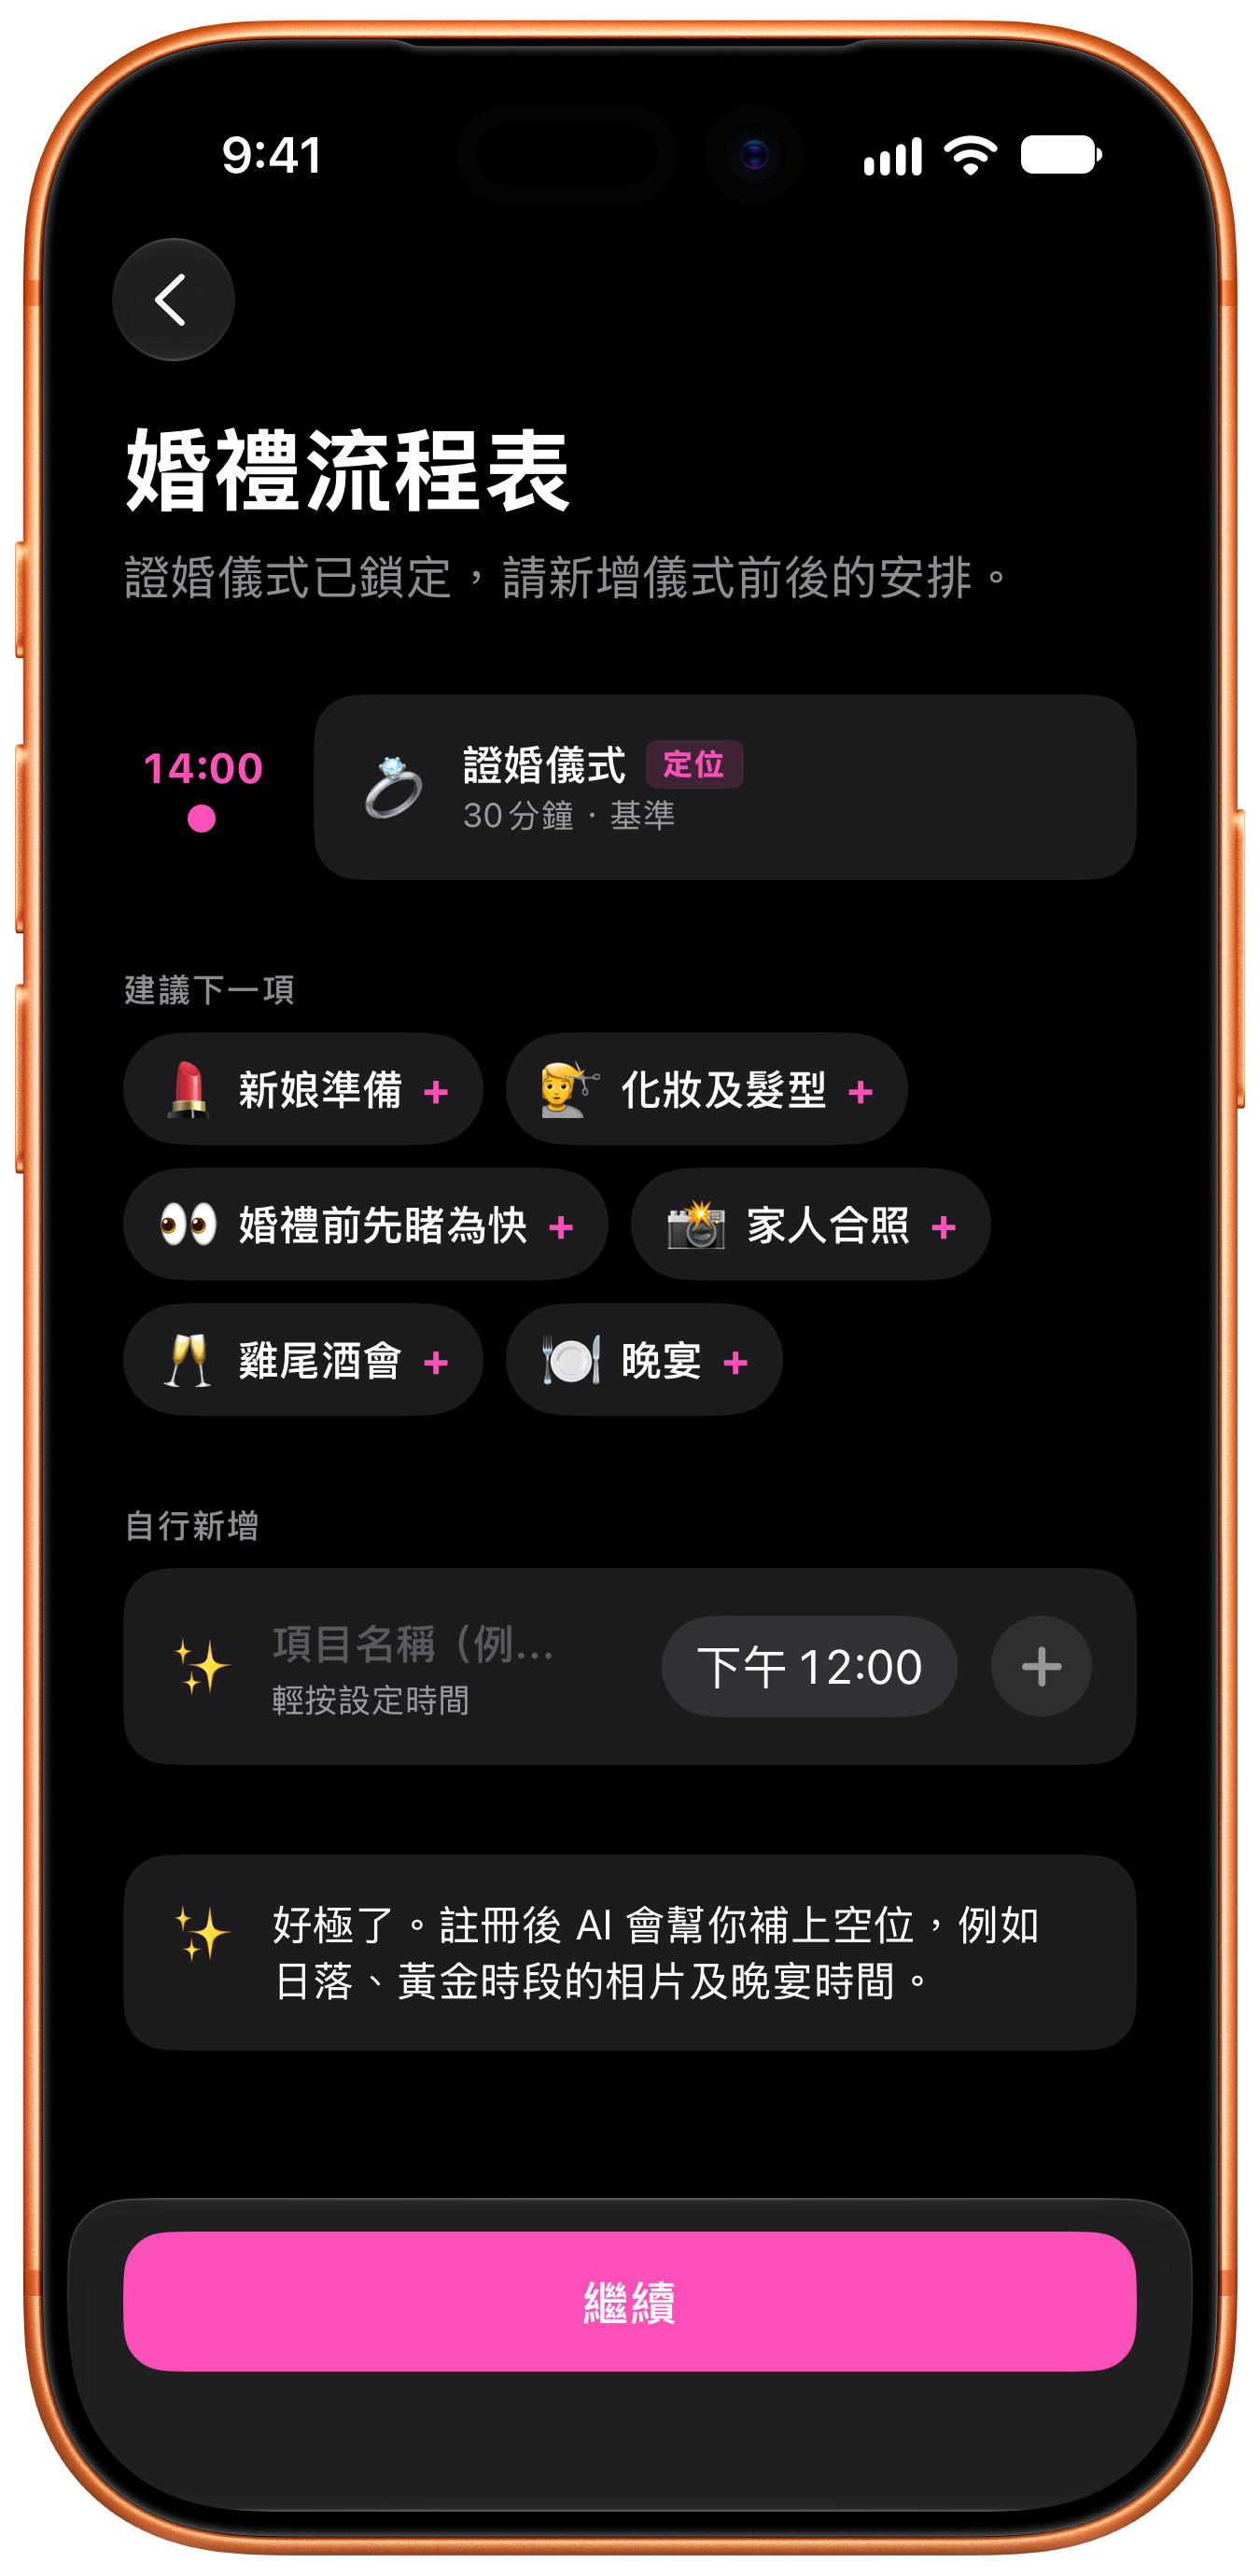 9:41
婚禮流程表
證婚儀式已鎖定，請新增儀式前後的安排。
14:00
證婚儀式 定位
30 分鐘 · 基準
建議下一項
新娘準備 +
化妝及髮型 +
婚禮前先睹為快 +
家人合照 +
雞尾酒會 +
晚宴 +
自行新增
項目名稱（例...
輕按設定時間
下午 12:00
好極了。註冊後 AI 會幫你補上空位，例如
日落、黃金時段的相片及晚宴時間。
繼續